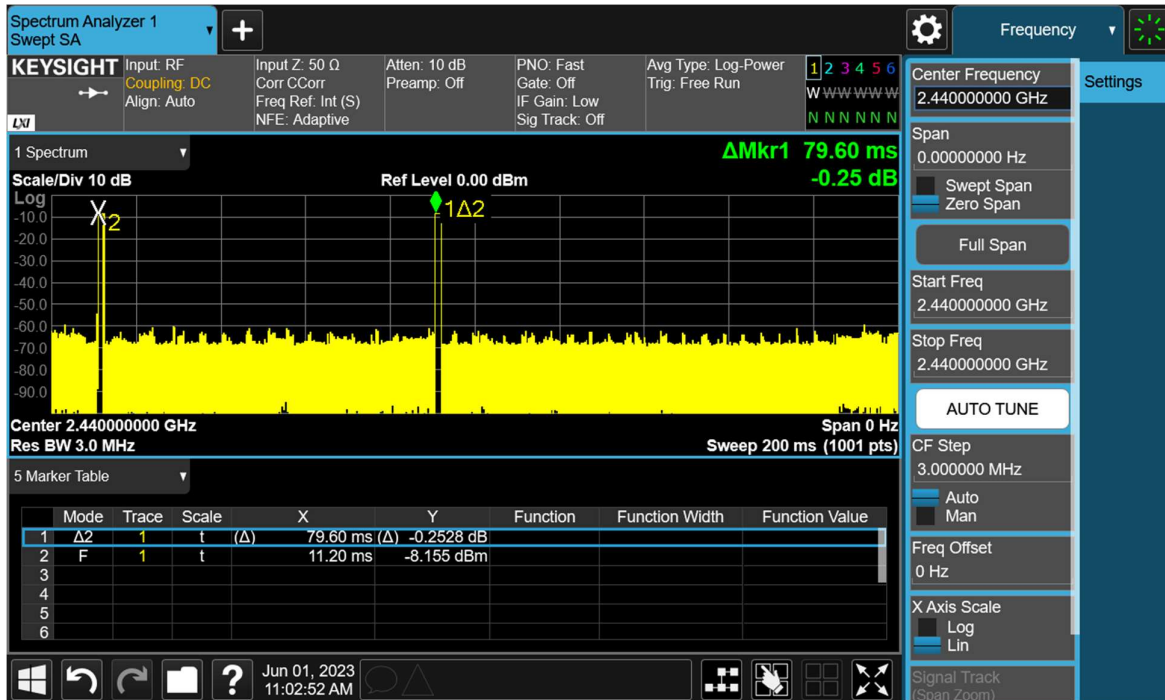 Spectrum Analyzer 1
Swept SA
Frequency
KEYSIGHT
LXI
Input: RF
Coupling: DC
Align: Auto
Input Z: 50 Ω
Corr CCorr
Freq Ref: Int (S)
NFE: Adaptive
Atten: 10 dB
Preamp: Off
PNO: Fast
Gate: Off
IF Gain: Low
Sig Track: Off
Avg Type: Log-Power
Trig: Free Run
1 2 3 4 5 6
W W W W W W
N N N N N N
1 Spectrum
ΔMkr1 79.60 ms
-0.25 dB
Scale/Div 10 dB
Ref Level 0.00 dBm
Log
-10.0
-20.0
-30.0
-40.0
-50.0
-60.0
-70.0
-80.0
-90.0
X2
1Δ2
Center 2.440000000 GHz
Span 0 Hz
Res BW 3.0 MHz
Sweep 200 ms (1001 pts)
5 Marker Table
Mode Trace Scale X Y Function Function Width Function Value
1 Δ2 1 t (Δ) 79.60 ms (Δ) -0.2528 dB
2 F 1 t 11.20 ms -8.155 dBm
3
4
5
6
Jun 01, 2023
11:02:52 AM
?
Center Frequency
2.440000000 GHz
Span
0.00000000 Hz
Swept Span
Zero Span
Full Span
Start Freq
2.440000000 GHz
Stop Freq
2.440000000 GHz
AUTO TUNE
CF Step
3.000000 MHz
Auto
Man
Freq Offset
0 Hz
X Axis Scale
Log
Lin
Signal Track
(Span Zoom)
Settings